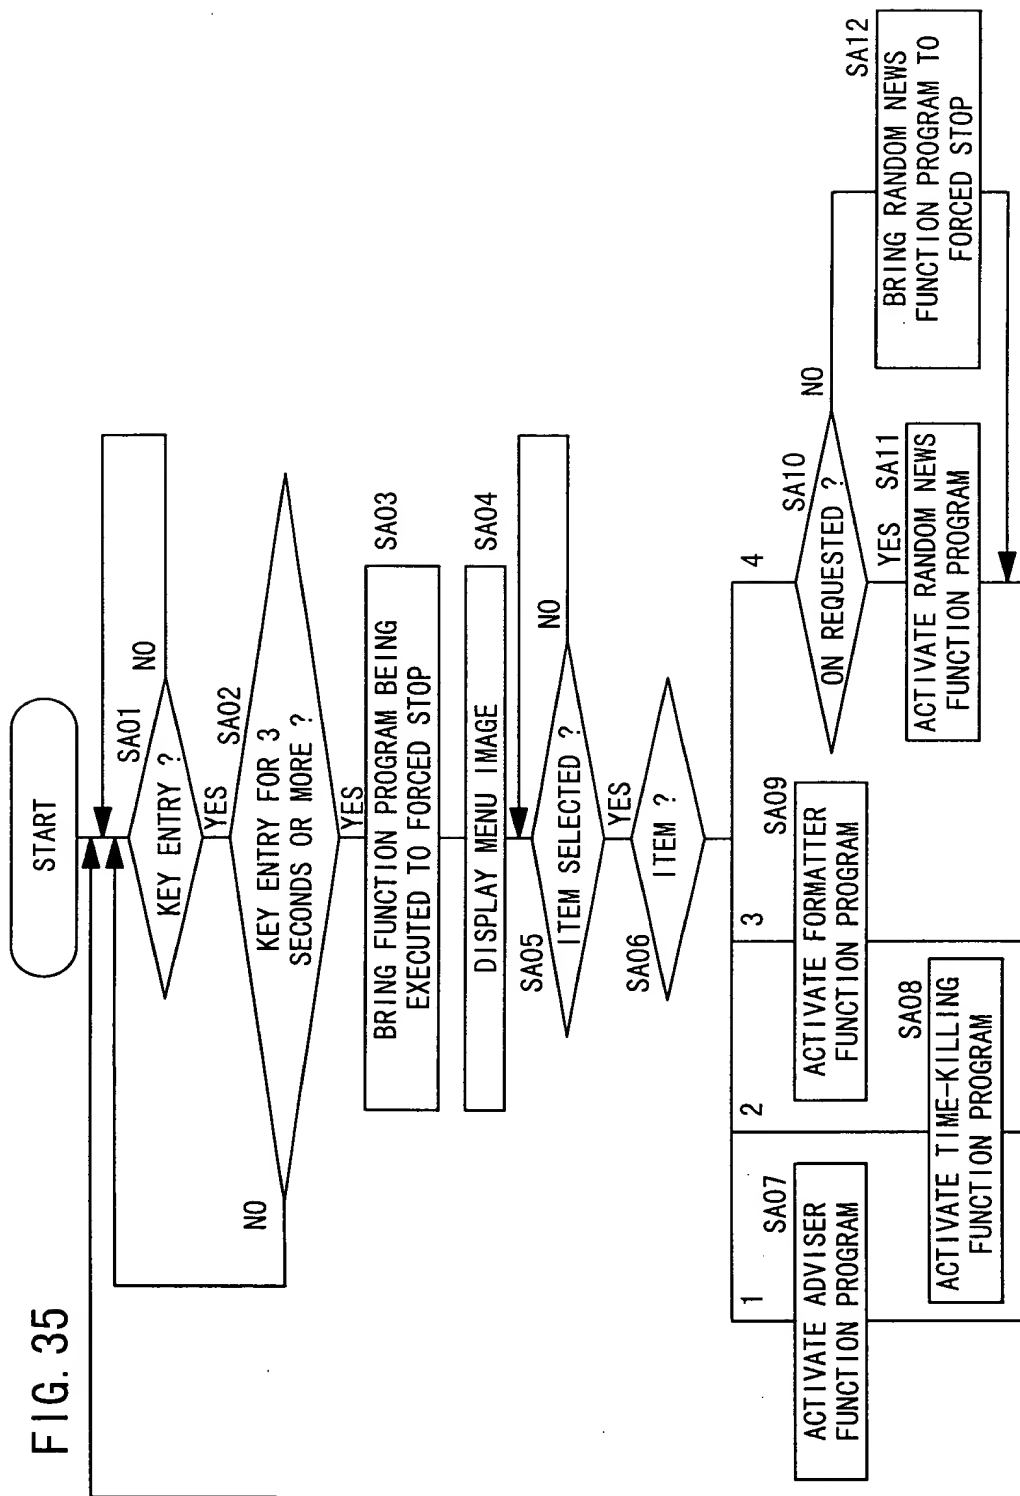 FIG. 35
START
SA01
KEY ENTRY ?
NO
YES
SA02
KEY ENTRY FOR 3
SECONDS OR MORE ?
NO
YES
SA03
BRING FUNCTION PROGRAM BEING
EXECUTED TO FORCED STOP
SA04
DISPLAY MENU IMAGE
SA05
ITEM SELECTED ?
NO
YES
SA06
ITEM ?
1
2
3
4
SA07
ACTIVATE ADVISER
FUNCTION PROGRAM
SA08
ACTIVATE TIME-KILLING
FUNCTION PROGRAM
SA09
ACTIVATE FORMATTER
FUNCTION PROGRAM
SA10
ON REQUESTED ?
NO
YES
SA11
ACTIVATE RANDOM NEWS
FUNCTION PROGRAM
SA12
BRING RANDOM NEWS
FUNCTION PROGRAM TO
FORCED STOP